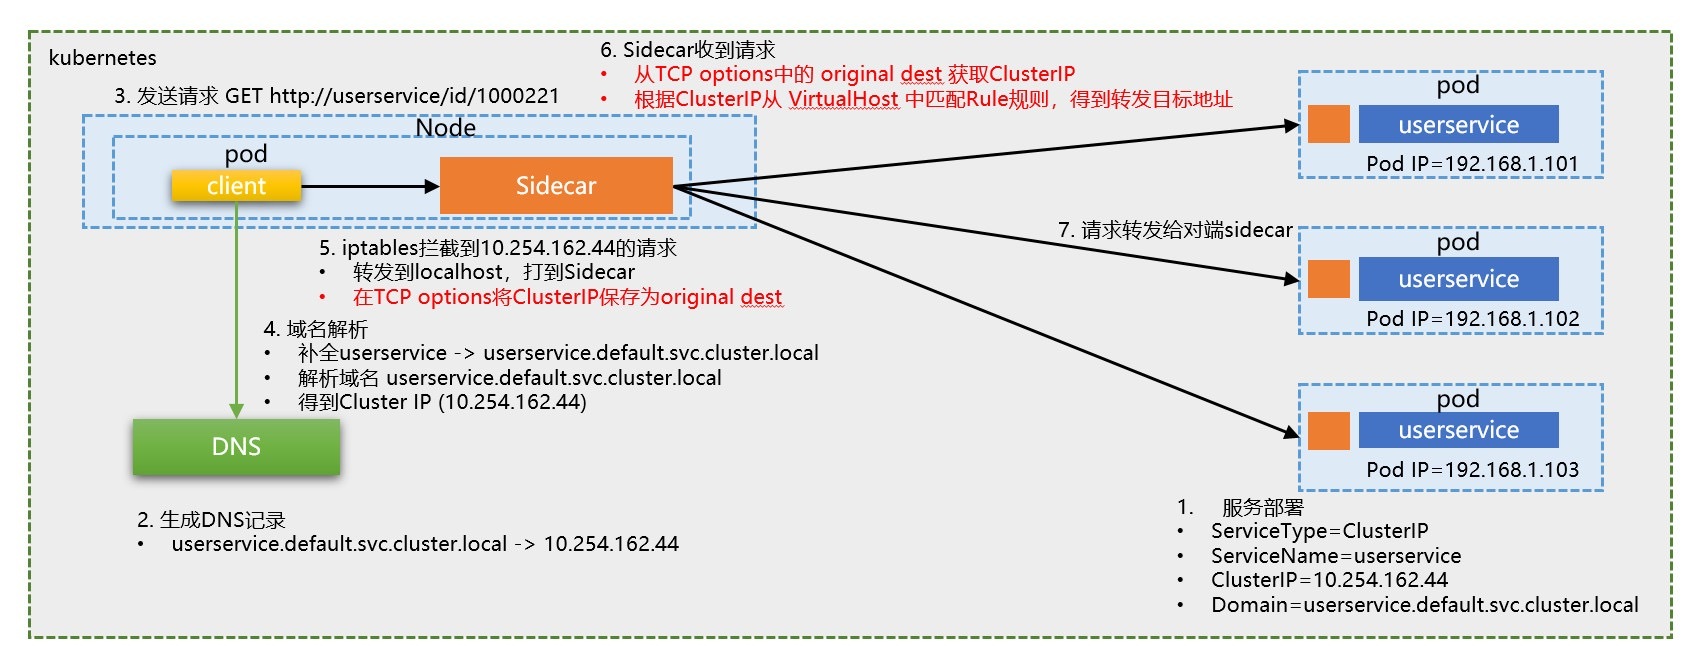 kubernetes
3. 发送请求 GET http://userservice/id/1000221
6. Sidecar收到请求
• 从TCP options中的 original dest 获取ClusterIP
• 根据ClusterIP从 VirtualHost 中匹配Rule规则，得到转发目标地址
Node
pod
client
Sidecar
5. iptables拦截到10.254.162.44的请求
• 转发到localhost，打到Sidecar
• 在TCP options将ClusterIP保存为original dest
4. 域名解析
• 补全userservice -> userservice.default.svc.cluster.local
• 解析域名 userservice.default.svc.cluster.local
• 得到Cluster IP (10.254.162.44)
DNS
2. 生成DNS记录
• userservice.default.svc.cluster.local -> 10.254.162.44
pod
userservice
Pod IP=192.168.1.101
7. 请求转发给对端sidecar
pod
userservice
Pod IP=192.168.1.102
pod
userservice
Pod IP=192.168.1.103
1. 服务部署
• ServiceType=ClusterIP
• ServiceName=userservice
• ClusterIP=10.254.162.44
• Domain=userservice.default.svc.cluster.local